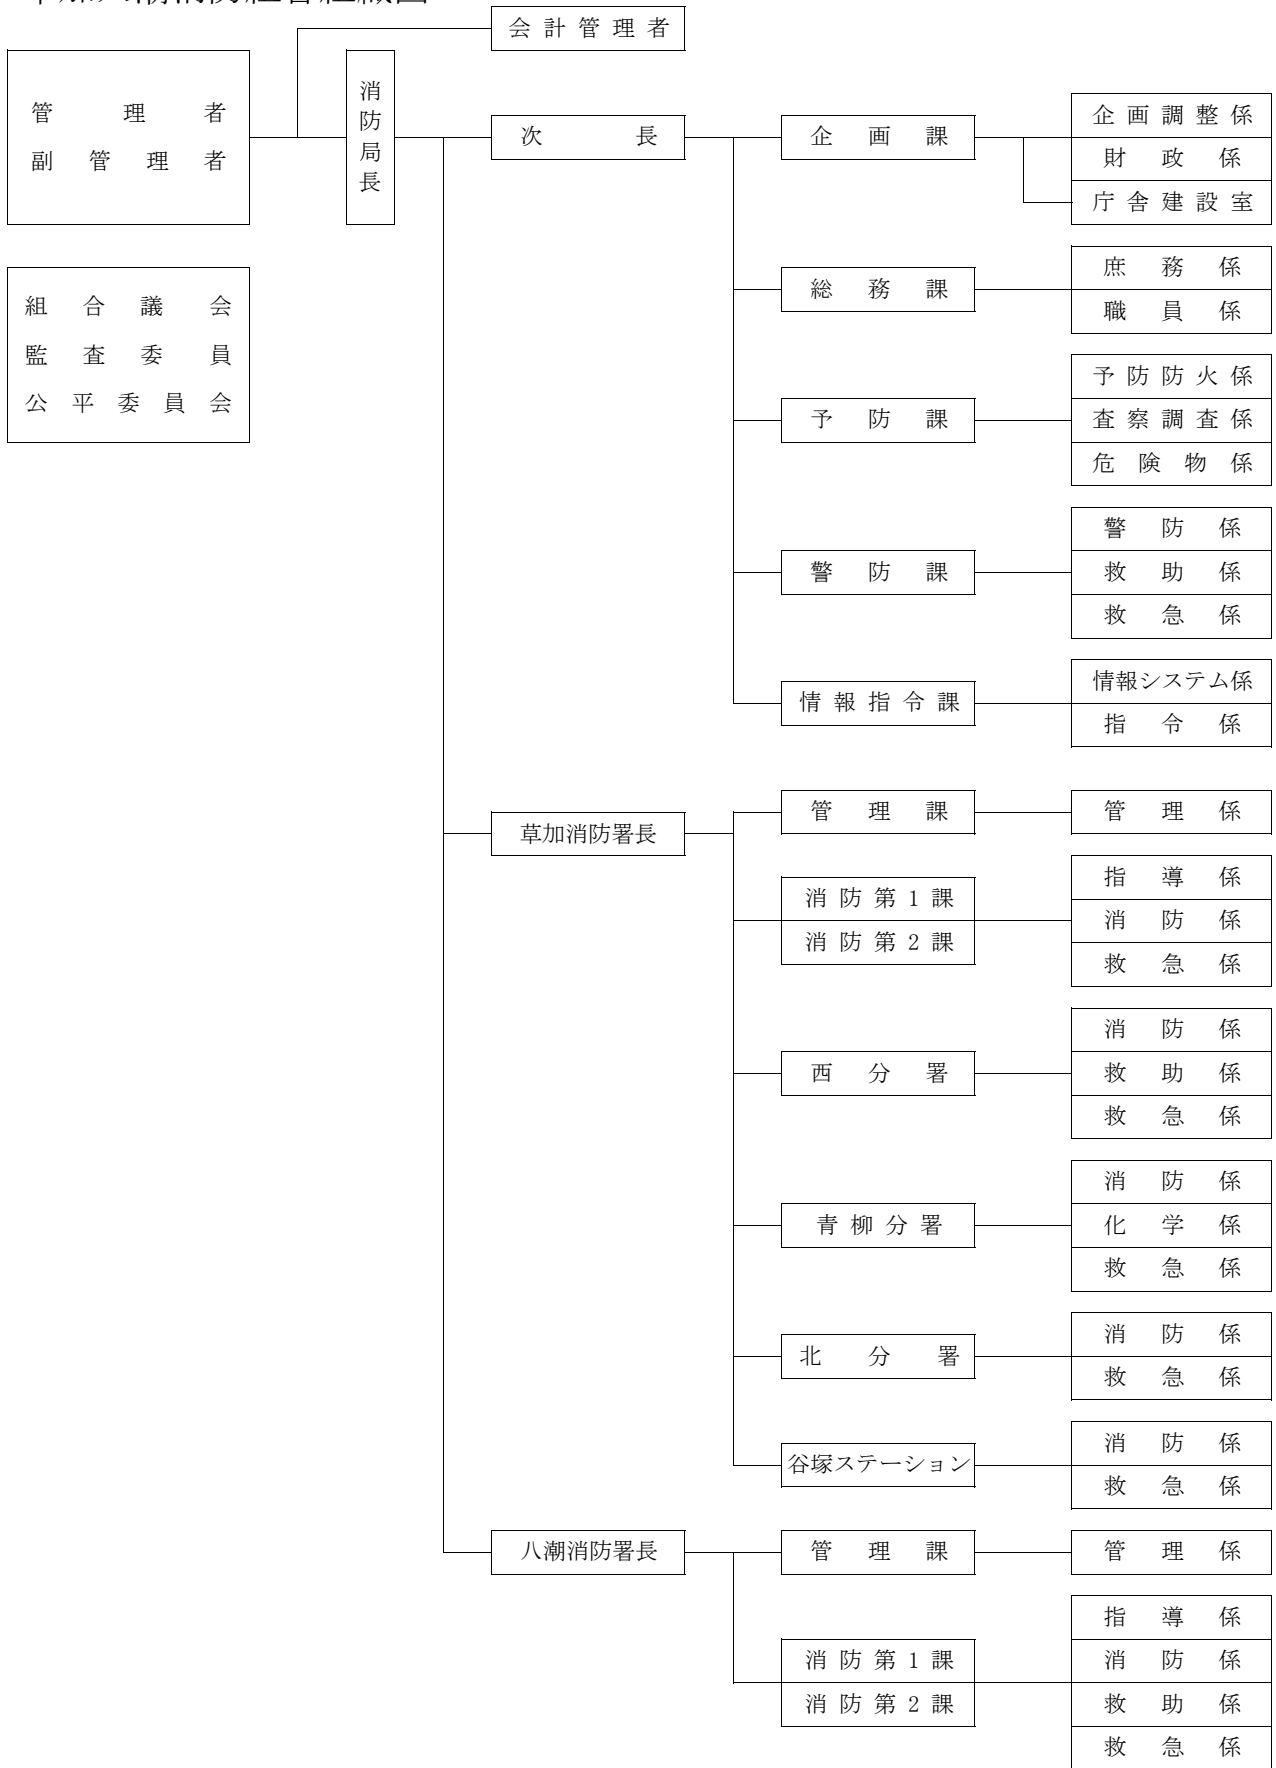 会計管理者
管理者
副管理者
消防局長
次長
企画課
企画調整係
財政係
庁舎建設室
組合議会
監査委員
公平委員会
総務課
庶務係
職員係
予防課
予防防火係
査察調査係
危険物係
警防課
警防係
救助係
救急係
情報指令課
情報システム係
指令係
草加消防署長
管理課
管理係
消防第1課
消防第2課
指導係
消防係
救急係
西分署
消防係
救助係
救急係
青柳分署
消防係
化学係
救急係
北分署
消防係
救急係
谷塚ステーション
消防係
救急係
八潮消防署長
管理課
管理係
消防第1課
消防第2課
指導係
消防係
救助係
救急係